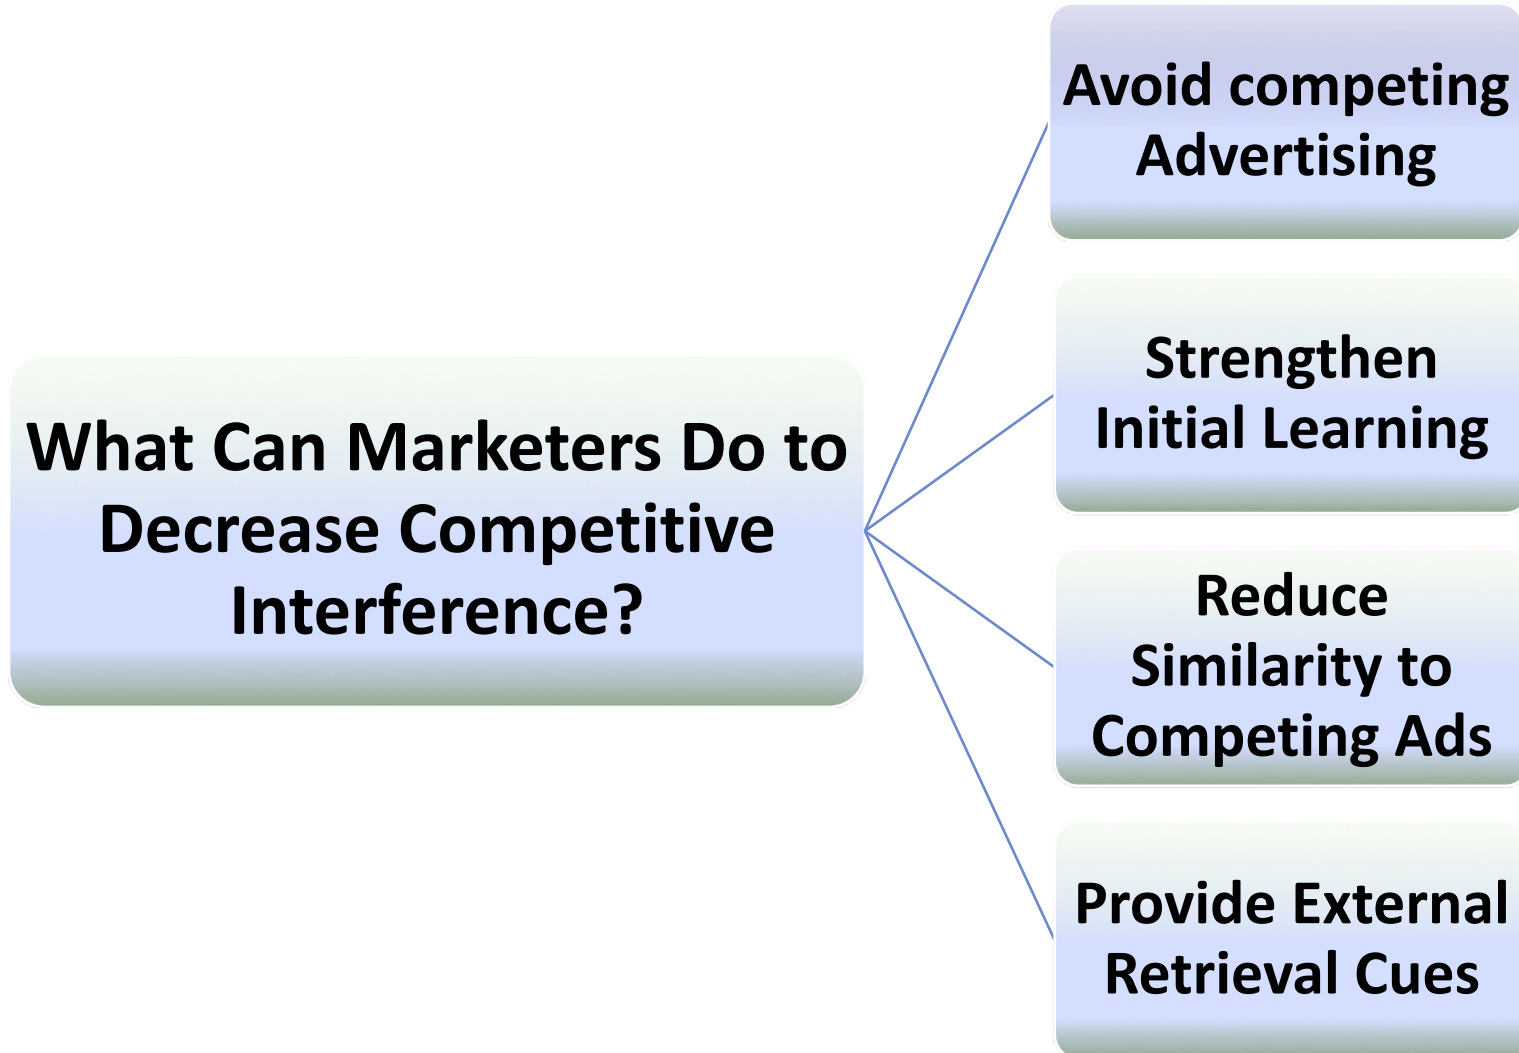 What Can Marketers Do to
Decrease Competitive
Interference?
Avoid competing
Advertising
Strengthen
Initial Learning
Reduce
Similarity to
Competing Ads
Provide External
Retrieval Cues